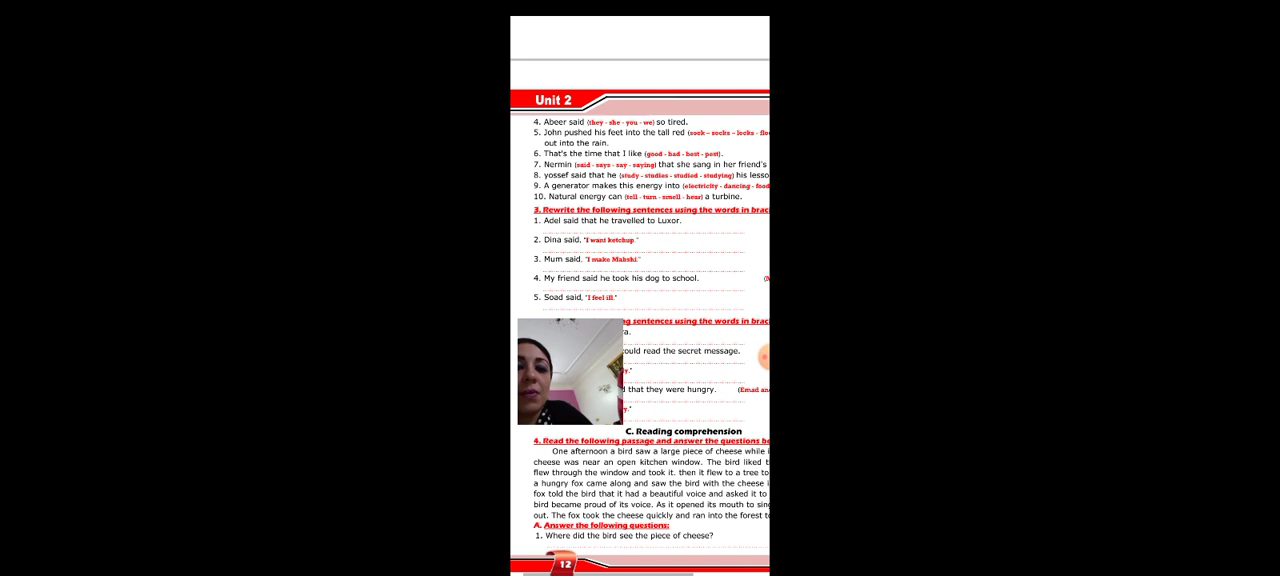 Unit 2
4. Abeer said (they - she - you - we) so tired.
5. John pushed his feet into the tall red (sock – socks – locks - flo
out into the rain.
6. That's the time that I like (good - bad - best - post).
7. Nermin (said - says - say - saying) that she sang in her friend's
8. yossef said that he (study - studies - studied - studying) his lesso
9. A generator makes this energy into (electricity - dancing - food
10. Natural energy can (tell - turn - smell - hear) a turbine.
3. Rewrite the following sentences using the words in brac
1. Adel said that he travelled to Luxor.
2. Dina said, "I want ketchup."
3. Mum said. "I make Mahshi."
4. My friend said he took his dog to school.
5. Soad said, "I feel ill."
ng sentences using the words in brac
ra.
could read the secret message.
y."
d that they were hungry. (Emad an
y."
C. Reading comprehension
4. Read the following passage and answer the questions be
One afternoon a bird saw a large piece of cheese while i
cheese was near an open kitchen window. The bird liked t
flew through the window and took it. then it flew to a tree to
a hungry fox came along and saw the bird with the cheese i
fox told the bird that it had a beautiful voice and asked it to
bird became proud of its voice. As it opened its mouth to sing
out. The fox took the cheese quickly and ran into the forest to
A. Answer the following questions:
1. Where did the bird see the piece of cheese?
12